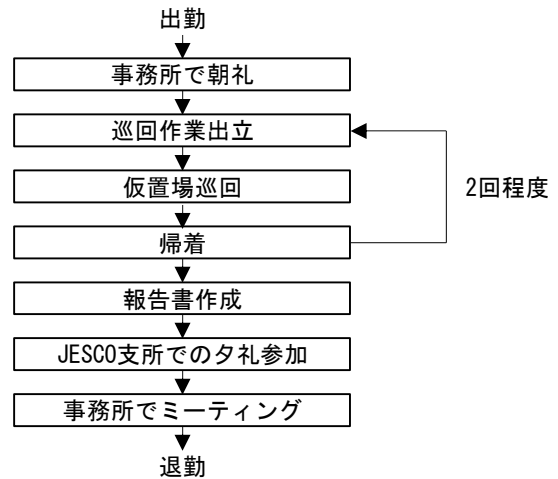 出勤
事務所で朝礼
巡回作業出立
仮置場巡回
2回程度
帰着
報告書作成
JESCO支所での夕礼参加
事務所でミーティング
退勤